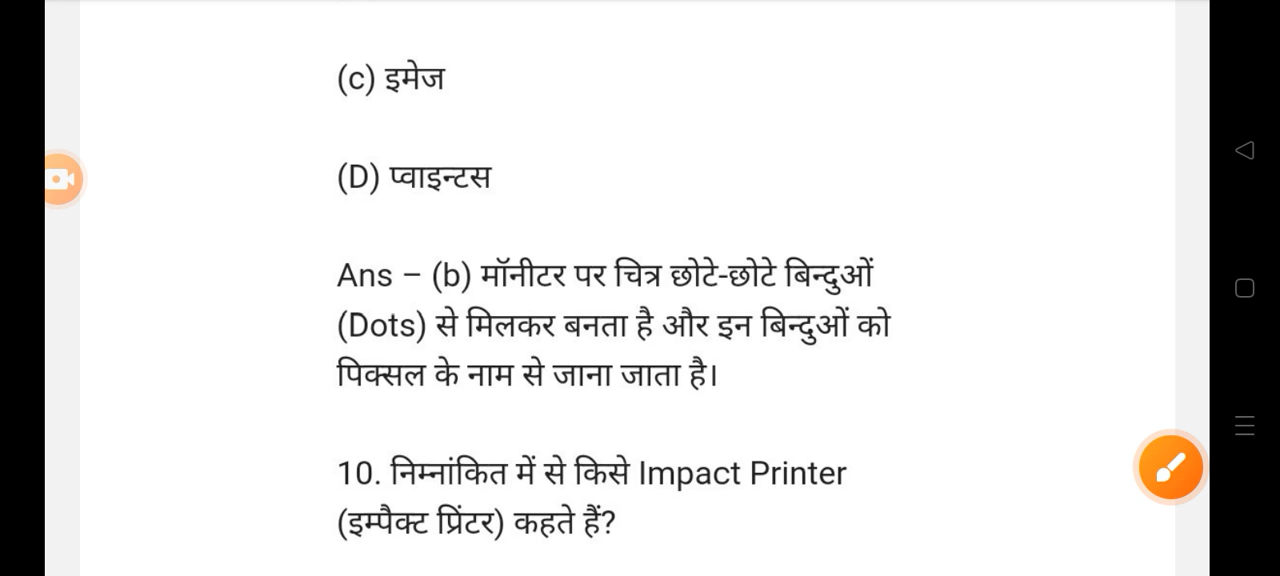 (c) इमेज
(D) प्वाइन्टस
Ans – (b) मॉनीटर पर चित्र छोटे-छोटे बिन्दुओं
(Dots) से मिलकर बनता है और इन बिन्दुओं को
पिक्सल के नाम से जाना जाता है।
10. निम्नांकित में से किसे Impact Printer
(इम्पैक्ट प्रिंटर) कहते हैं?